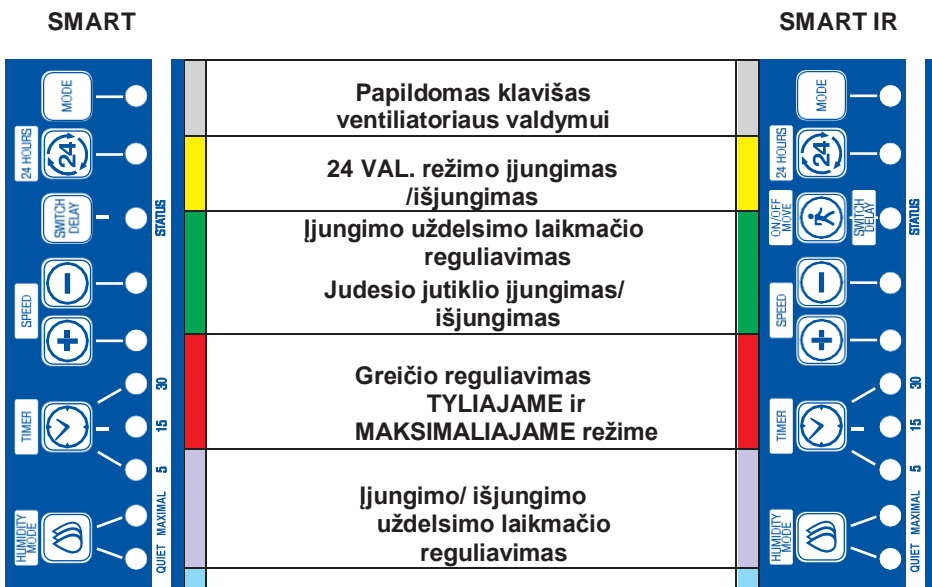 SMART
SMART IR
MODE
24 HOURS
24
SWITCH
DELAY
STATUS
SPEED
TIMER
30
15
5
HUMIDITY
MODE
QUIET MAXIMAL
Papildomas klavišas
ventiliatoriaus valdymui
24 VAL. režimo įjungimas
/išjungimas
Įjungimo uždelsimo laikmačio
reguliavimas
Judesio jutiklio įjungimas/
išjungimas
Greičio reguliavimas
TYLIAJAME ir
MAKSIMALIAJAME režime
Įjungimo/ išjungimo
uždelsimo laikmačio
reguliavimas
MODE
24 HOURS
24
ON/OFF
MOVE
SWITCH
DELAY
STATUS
SPEED
TIMER
30
15
5
HUMIDITY
MODE
QUIET MAXIMAL